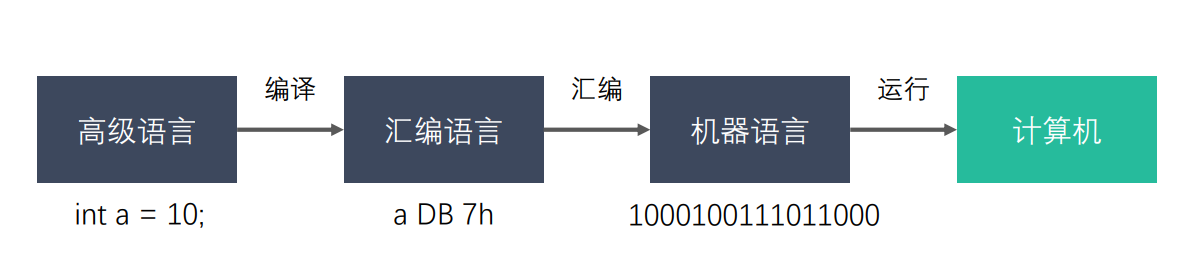 编译
汇编
运行
高级语言
汇编语言
机器语言
计算机
int a = 10;
a DB 7h
1000100111011000